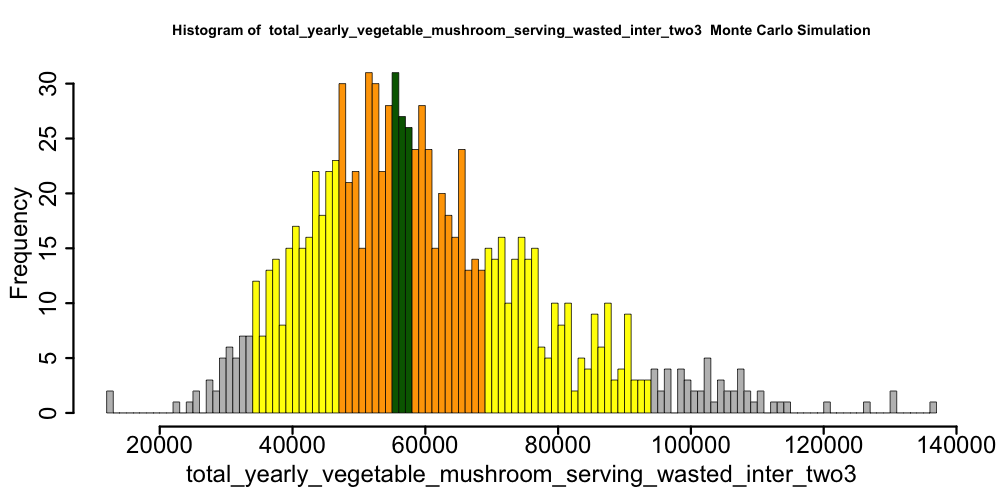 Histogram of  total_yearly_vegetable_mushroom_serving_wasted_inter_two3  Monte Carlo Simulation
Frequency
30
25
20
15
10
5
0
20000 40000 60000 80000 100000 120000 140000
total_yearly_vegetable_mushroom_serving_wasted_inter_two3